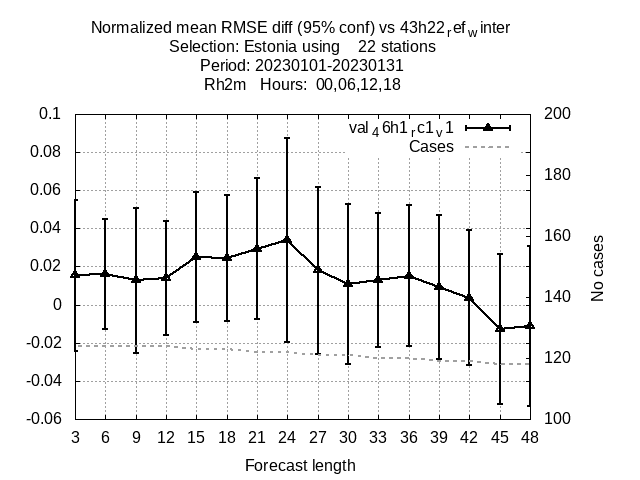 Normalized mean RMSE diff (95% conf) vs 43h22ref_winter
Selection: Estonia using    22 stations
Period: 20230101-20230131
Rh2m   Hours:  00,06,12,18
0.1
0.08
0.06
0.04
0.02
0
-0.02
-0.04
-0.06
val46h1rc1v1
Cases
200
180
160
140
120
100
No cases
3 6 9 12 15 18 21 24 27 30 33 36 39 42 45 48
Forecast length